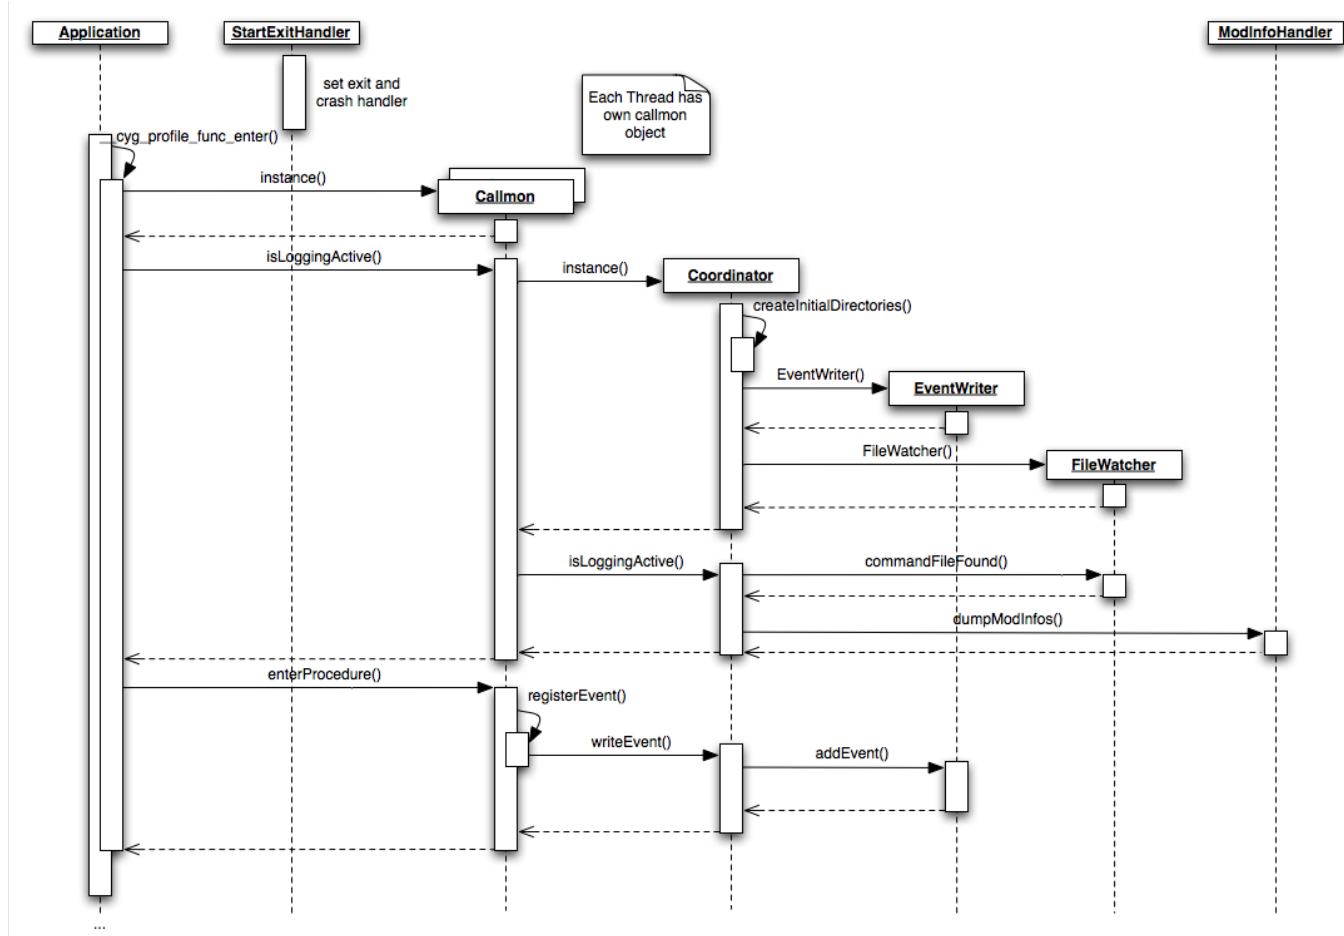 Application
StartExitHandler
ModInfoHandler
set exit and
crash handler
Each Thread has
own callmon
object
__cyg_profile_func_enter()
instance()
Callmon
isLoggingActive()
instance()
Coordinator
createInitialDirectories()
EventWriter()
EventWriter
FileWatcher()
FileWatcher
isLoggingActive()
commandFileFound()
dumpModInfos()
enterProcedure()
registerEvent()
writeEvent()
addEvent()
...